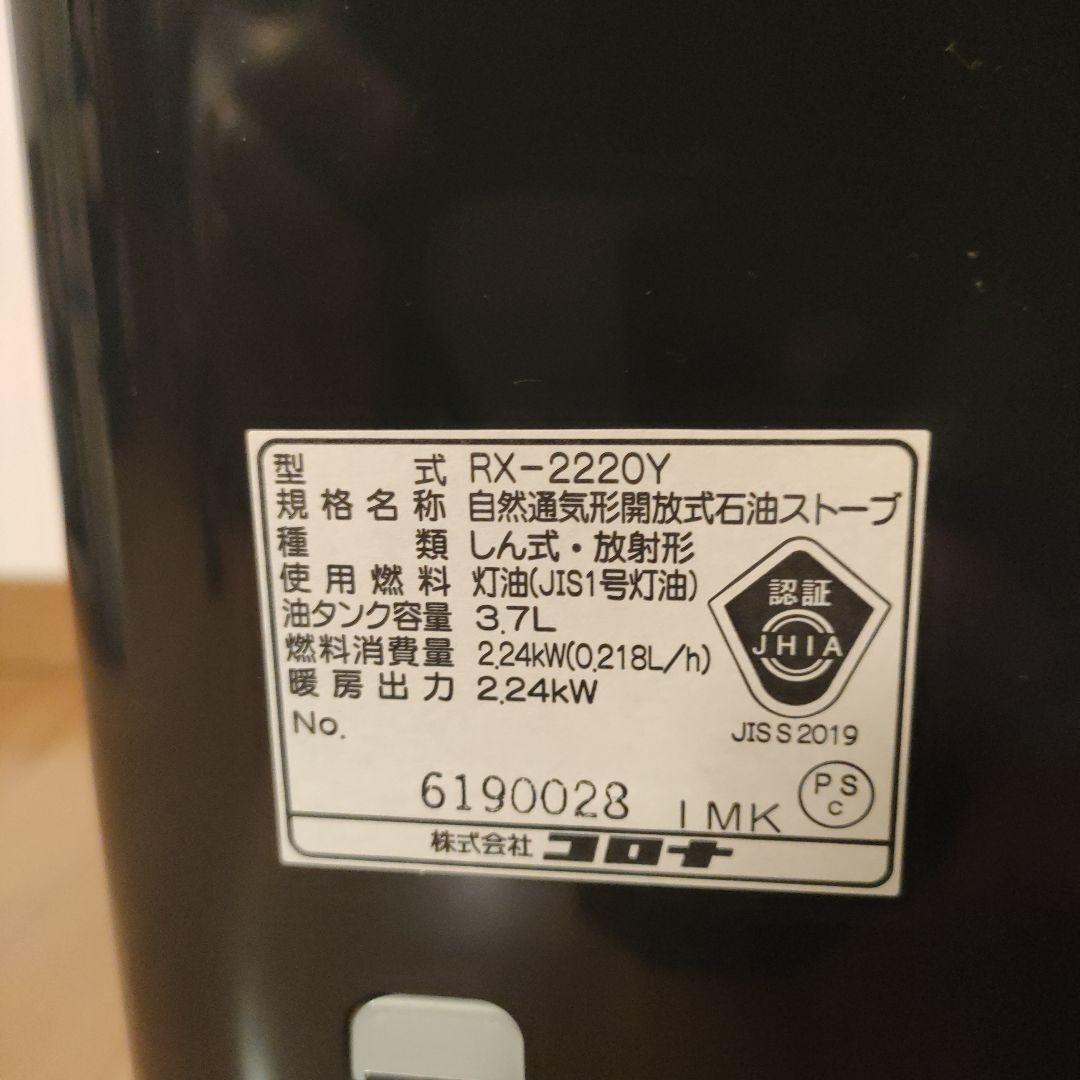 型式 RX-2220Y
規格名称 自然通気形開放式石油ストーブ
種類 しん式・放射形
使用燃料 灯油(JIS1号灯油)
油タンク容量 3.7L
燃料消費量 2.24kW(0.218L/h)
暖房出力 2.24kW
認証
JHIA
JIS S 2019
No.
6190028 1MK
PS
C
株式会社 コロナ